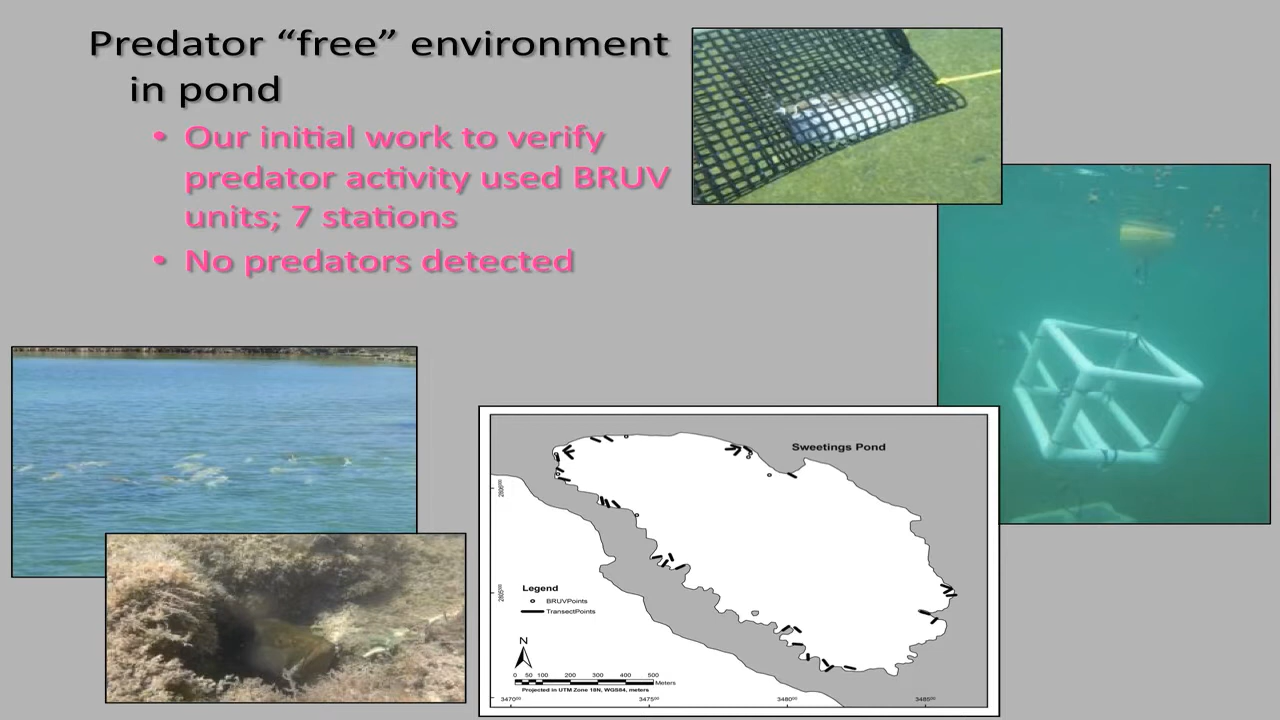 Predator “free” environment
in pond
• Our initial work to verify
predator activity used BRUV
units; 7 stations
• No predators detected
Sweetings Pond
Legend
BRUVPoints
TransectPoints
N
0 50 100 200 300 400 500
Meters
Projected in UTM Zone 18N, WGS84, meters